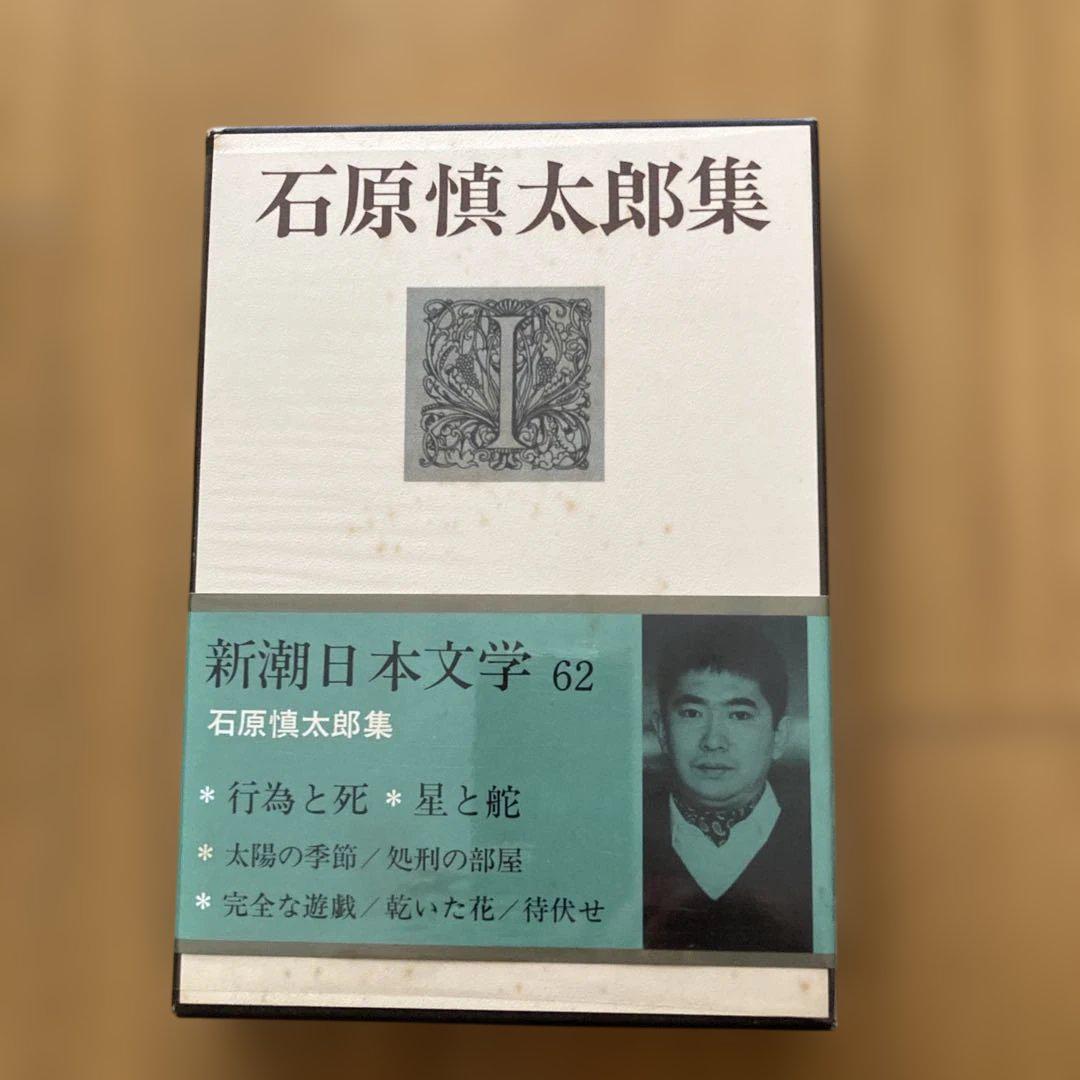 石原慎太郎集
I
新潮日本文学 62
石原慎太郎集
* 行為と死 * 星と舵
* 太陽の季節/処刑の部屋
* 完全な遊戯/乾いた花/待伏せ